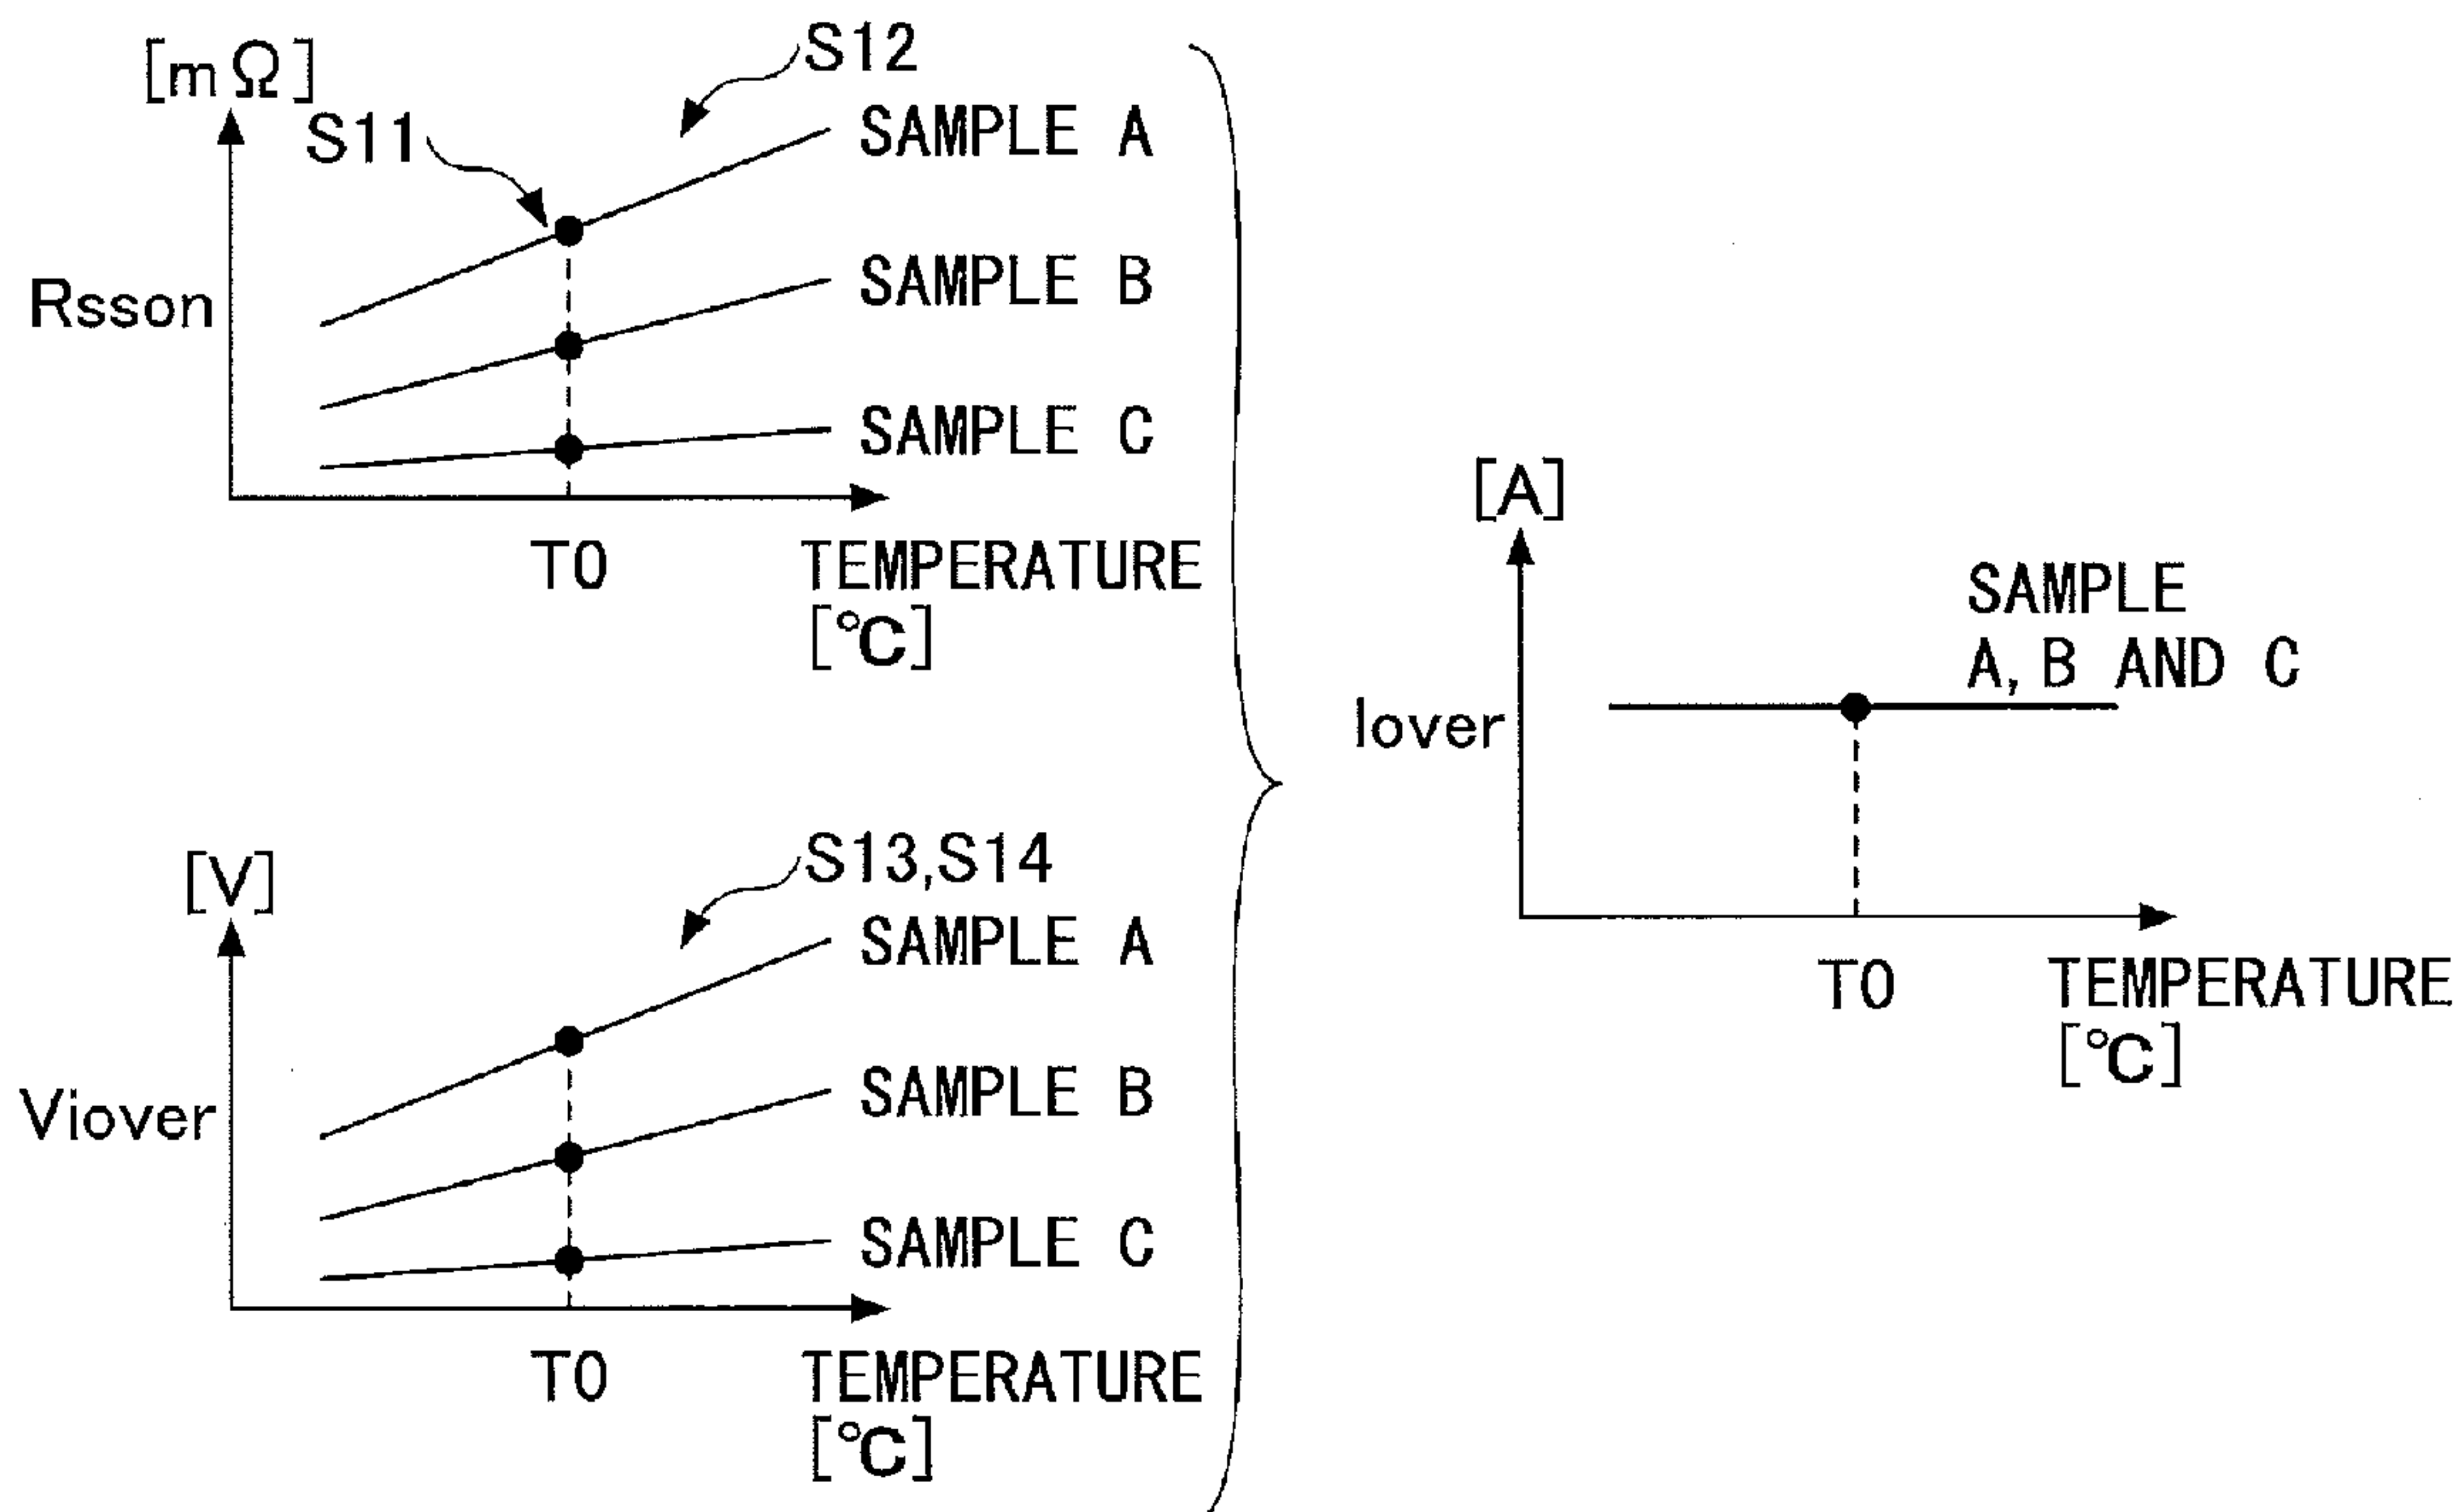 [mΩ]
S12
S11
SAMPLE A
SAMPLE B
Rsson
SAMPLE C
T0
TEMPERATURE
[℃]
[V]
S13,S14
SAMPLE A
SAMPLE B
Viover
SAMPLE C
T0
TEMPERATURE
[℃]
[A]
SAMPLE
A, B AND C
Iover
T0
TEMPERATURE
[℃]